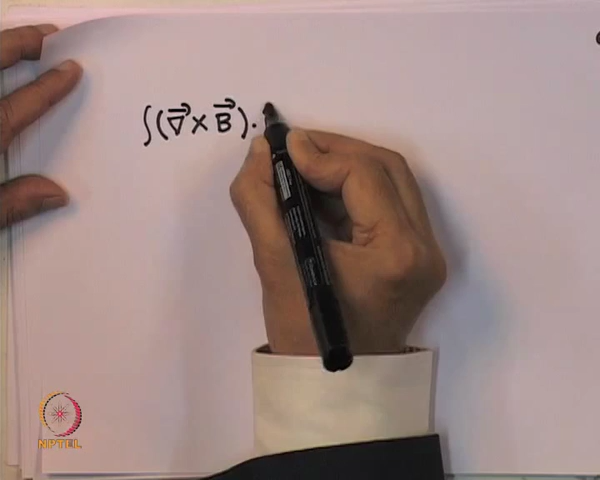 ∫(∇⃗ × B⃗)·
NPTEL